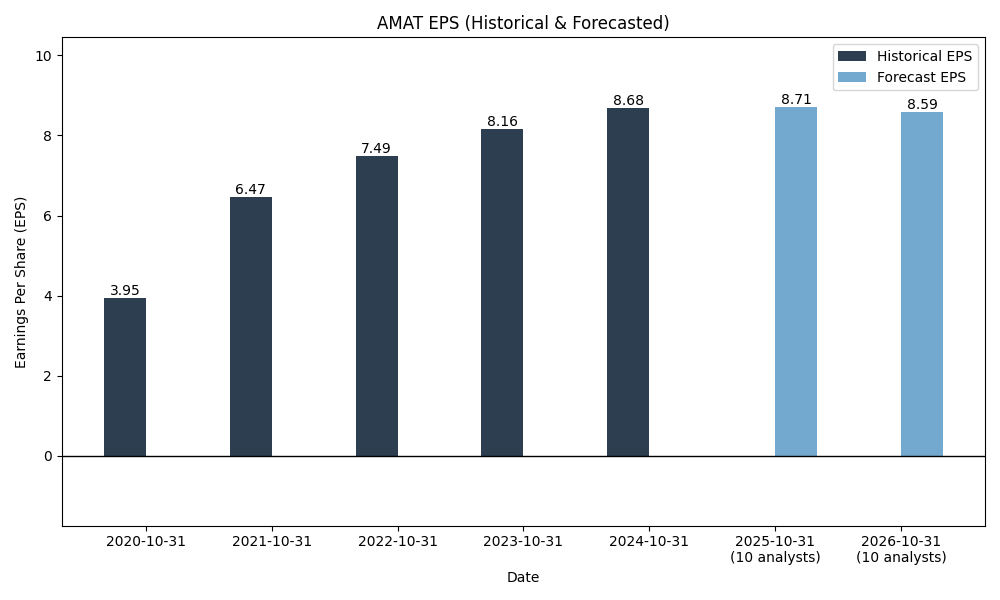 AMAT EPS (Historical & Forecasted)
Historical EPS
Forecast EPS
Earnings Per Share (EPS)
10
8
6
4
2
0
3.95
6.47
7.49
8.16
8.68
8.71
8.59
2020-10-31
2021-10-31
2022-10-31
2023-10-31
2024-10-31
2025-10-31
(10 analysts)
2026-10-31
(10 analysts)
Date